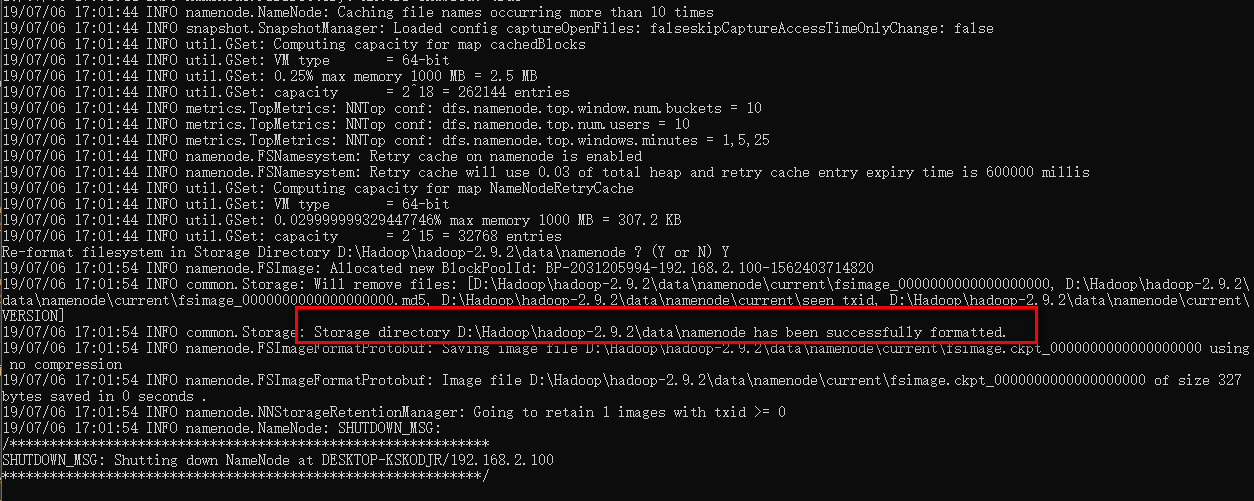 19/07/06 17:01:44 INFO namenode.NameNode: Caching file names occurring more than 10 times
19/07/06 17:01:44 INFO snapshot.SnapshotManager: Loaded config captureOpenFiles: falseskipCaptureAccessTimeOnlyChange: false
19/07/06 17:01:44 INFO util.GSet: Computing capacity for map cachedBlocks
19/07/06 17:01:44 INFO util.GSet: VM type       = 64-bit
19/07/06 17:01:44 INFO util.GSet: 0.25% max memory 1000 MB = 2.5 MB
19/07/06 17:01:44 INFO util.GSet: capacity      = 2^18 = 262144 entries
19/07/06 17:01:44 INFO metrics.TopMetrics: NNTop conf: dfs.namenode.top.window.num.buckets = 10
19/07/06 17:01:44 INFO metrics.TopMetrics: NNTop conf: dfs.namenode.top.num.users = 10
19/07/06 17:01:44 INFO metrics.TopMetrics: NNTop conf: dfs.namenode.top.windows.minutes = 1,5,25
19/07/06 17:01:44 INFO namenode.FSNamesystem: Retry cache on namenode is enabled
19/07/06 17:01:44 INFO namenode.FSNamesystem: Retry cache will use 0.03 of total heap and retry cache entry expiry time is 600000 millis
19/07/06 17:01:44 INFO util.GSet: Computing capacity for map NameNodeRetryCache
19/07/06 17:01:44 INFO util.GSet: VM type       = 64-bit
19/07/06 17:01:44 INFO util.GSet: 0.029999999329447746% max memory 1000 MB = 307.2 KB
19/07/06 17:01:44 INFO util.GSet: capacity      = 2^15 = 32768 entries
Re-format filesystem in Storage Directory D:\Hadoop\hadoop-2.9.2\data\namenode ? (Y or N) Y
19/07/06 17:01:54 INFO namenode.FSImage: Allocated new BlockPoolId: BP-2031205994-192.168.2.100-1562403714820
19/07/06 17:01:54 INFO common.Storage: Will remove files: [D:\Hadoop\hadoop-2.9.2\data\namenode\current\fsimage_0000000000000000000, D:\Hadoop\hadoop-2.9.2\
data\namenode\current\fsimage_0000000000000000000.md5, D:\Hadoop\hadoop-2.9.2\data\namenode\current\seen_txid, D:\Hadoop\hadoop-2.9.2\data\namenode\current\
VERSION]
19/07/06 17:01:54 INFO common.Storage: Storage directory D:\Hadoop\hadoop-2.9.2\data\namenode has been successfully formatted.
19/07/06 17:01:54 INFO namenode.FSImageFormatProtobuf: Saving image file D:\Hadoop\hadoop-2.9.2\data\namenode\current\fsimage.ckpt_0000000000000000000 using
 no compression
19/07/06 17:01:54 INFO namenode.FSImageFormatProtobuf: Image file D:\Hadoop\hadoop-2.9.2\data\namenode\current\fsimage.ckpt_0000000000000000000 of size 327
bytes saved in 0 seconds .
19/07/06 17:01:54 INFO namenode.NNStorageRetentionManager: Going to retain 1 images with txid >= 0
19/07/06 17:01:54 INFO namenode.NameNode: SHUTDOWN_MSG:
/************************************************************
SHUTDOWN_MSG: Shutting down NameNode at DESKTOP-KSKODJR/192.168.2.100
************************************************************/